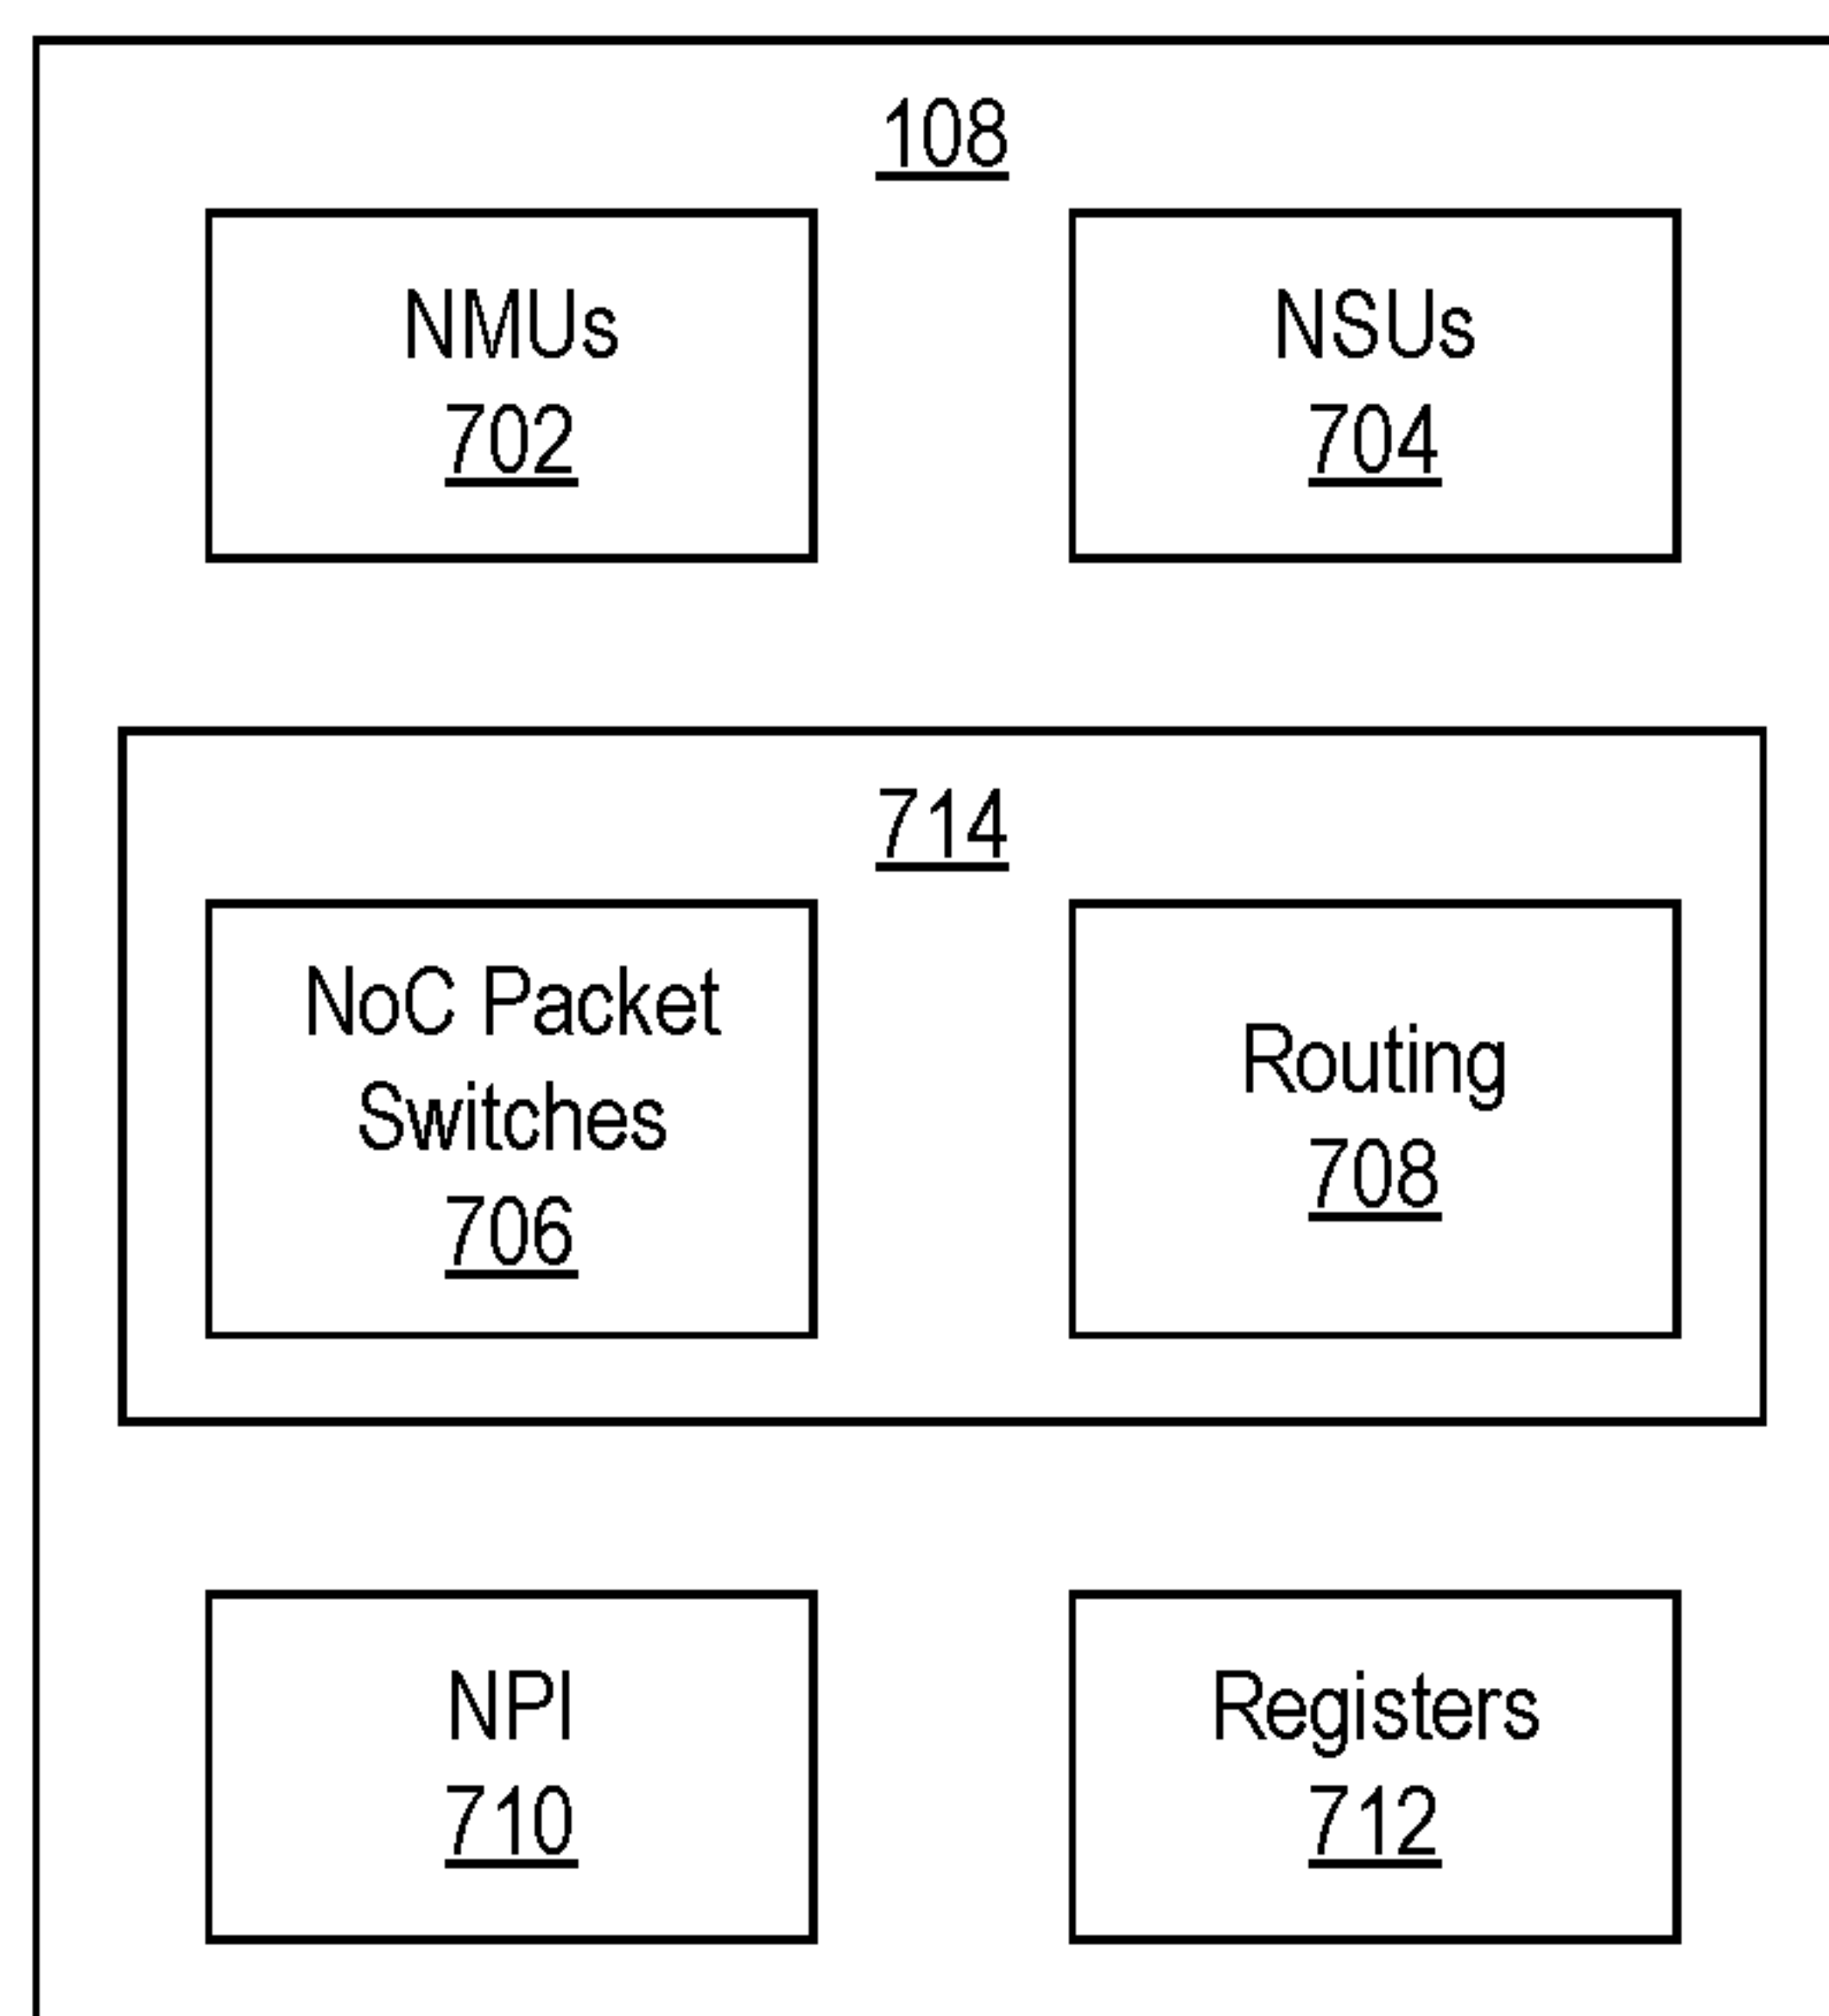 108
NMUs
702
NSUs
704
714
NoC Packet
Switches
706
Routing
708
NPI
710
Registers
712